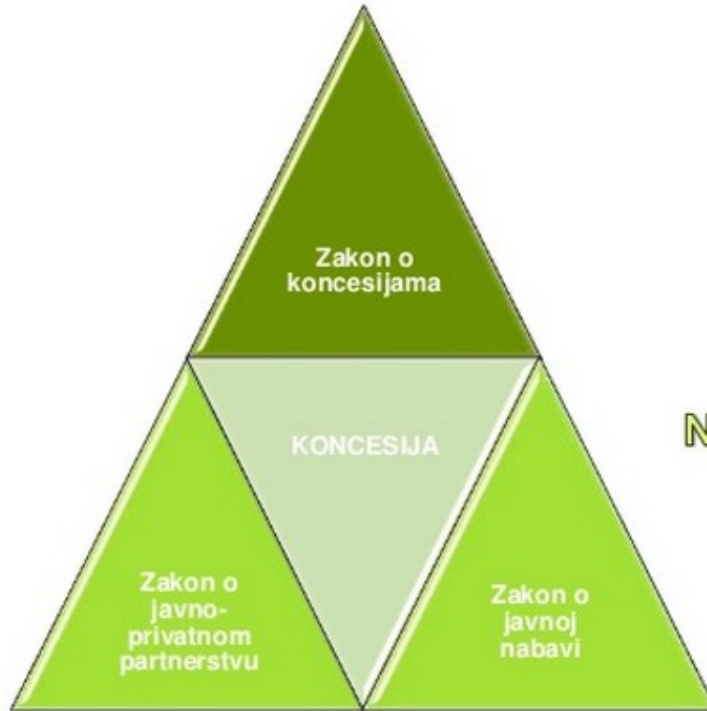 Zakon o
koncesijama
KONCESIJA
N
Zakon o
javno-
privatnom
partnerstvu
Zakon o
javnoj
nabavi